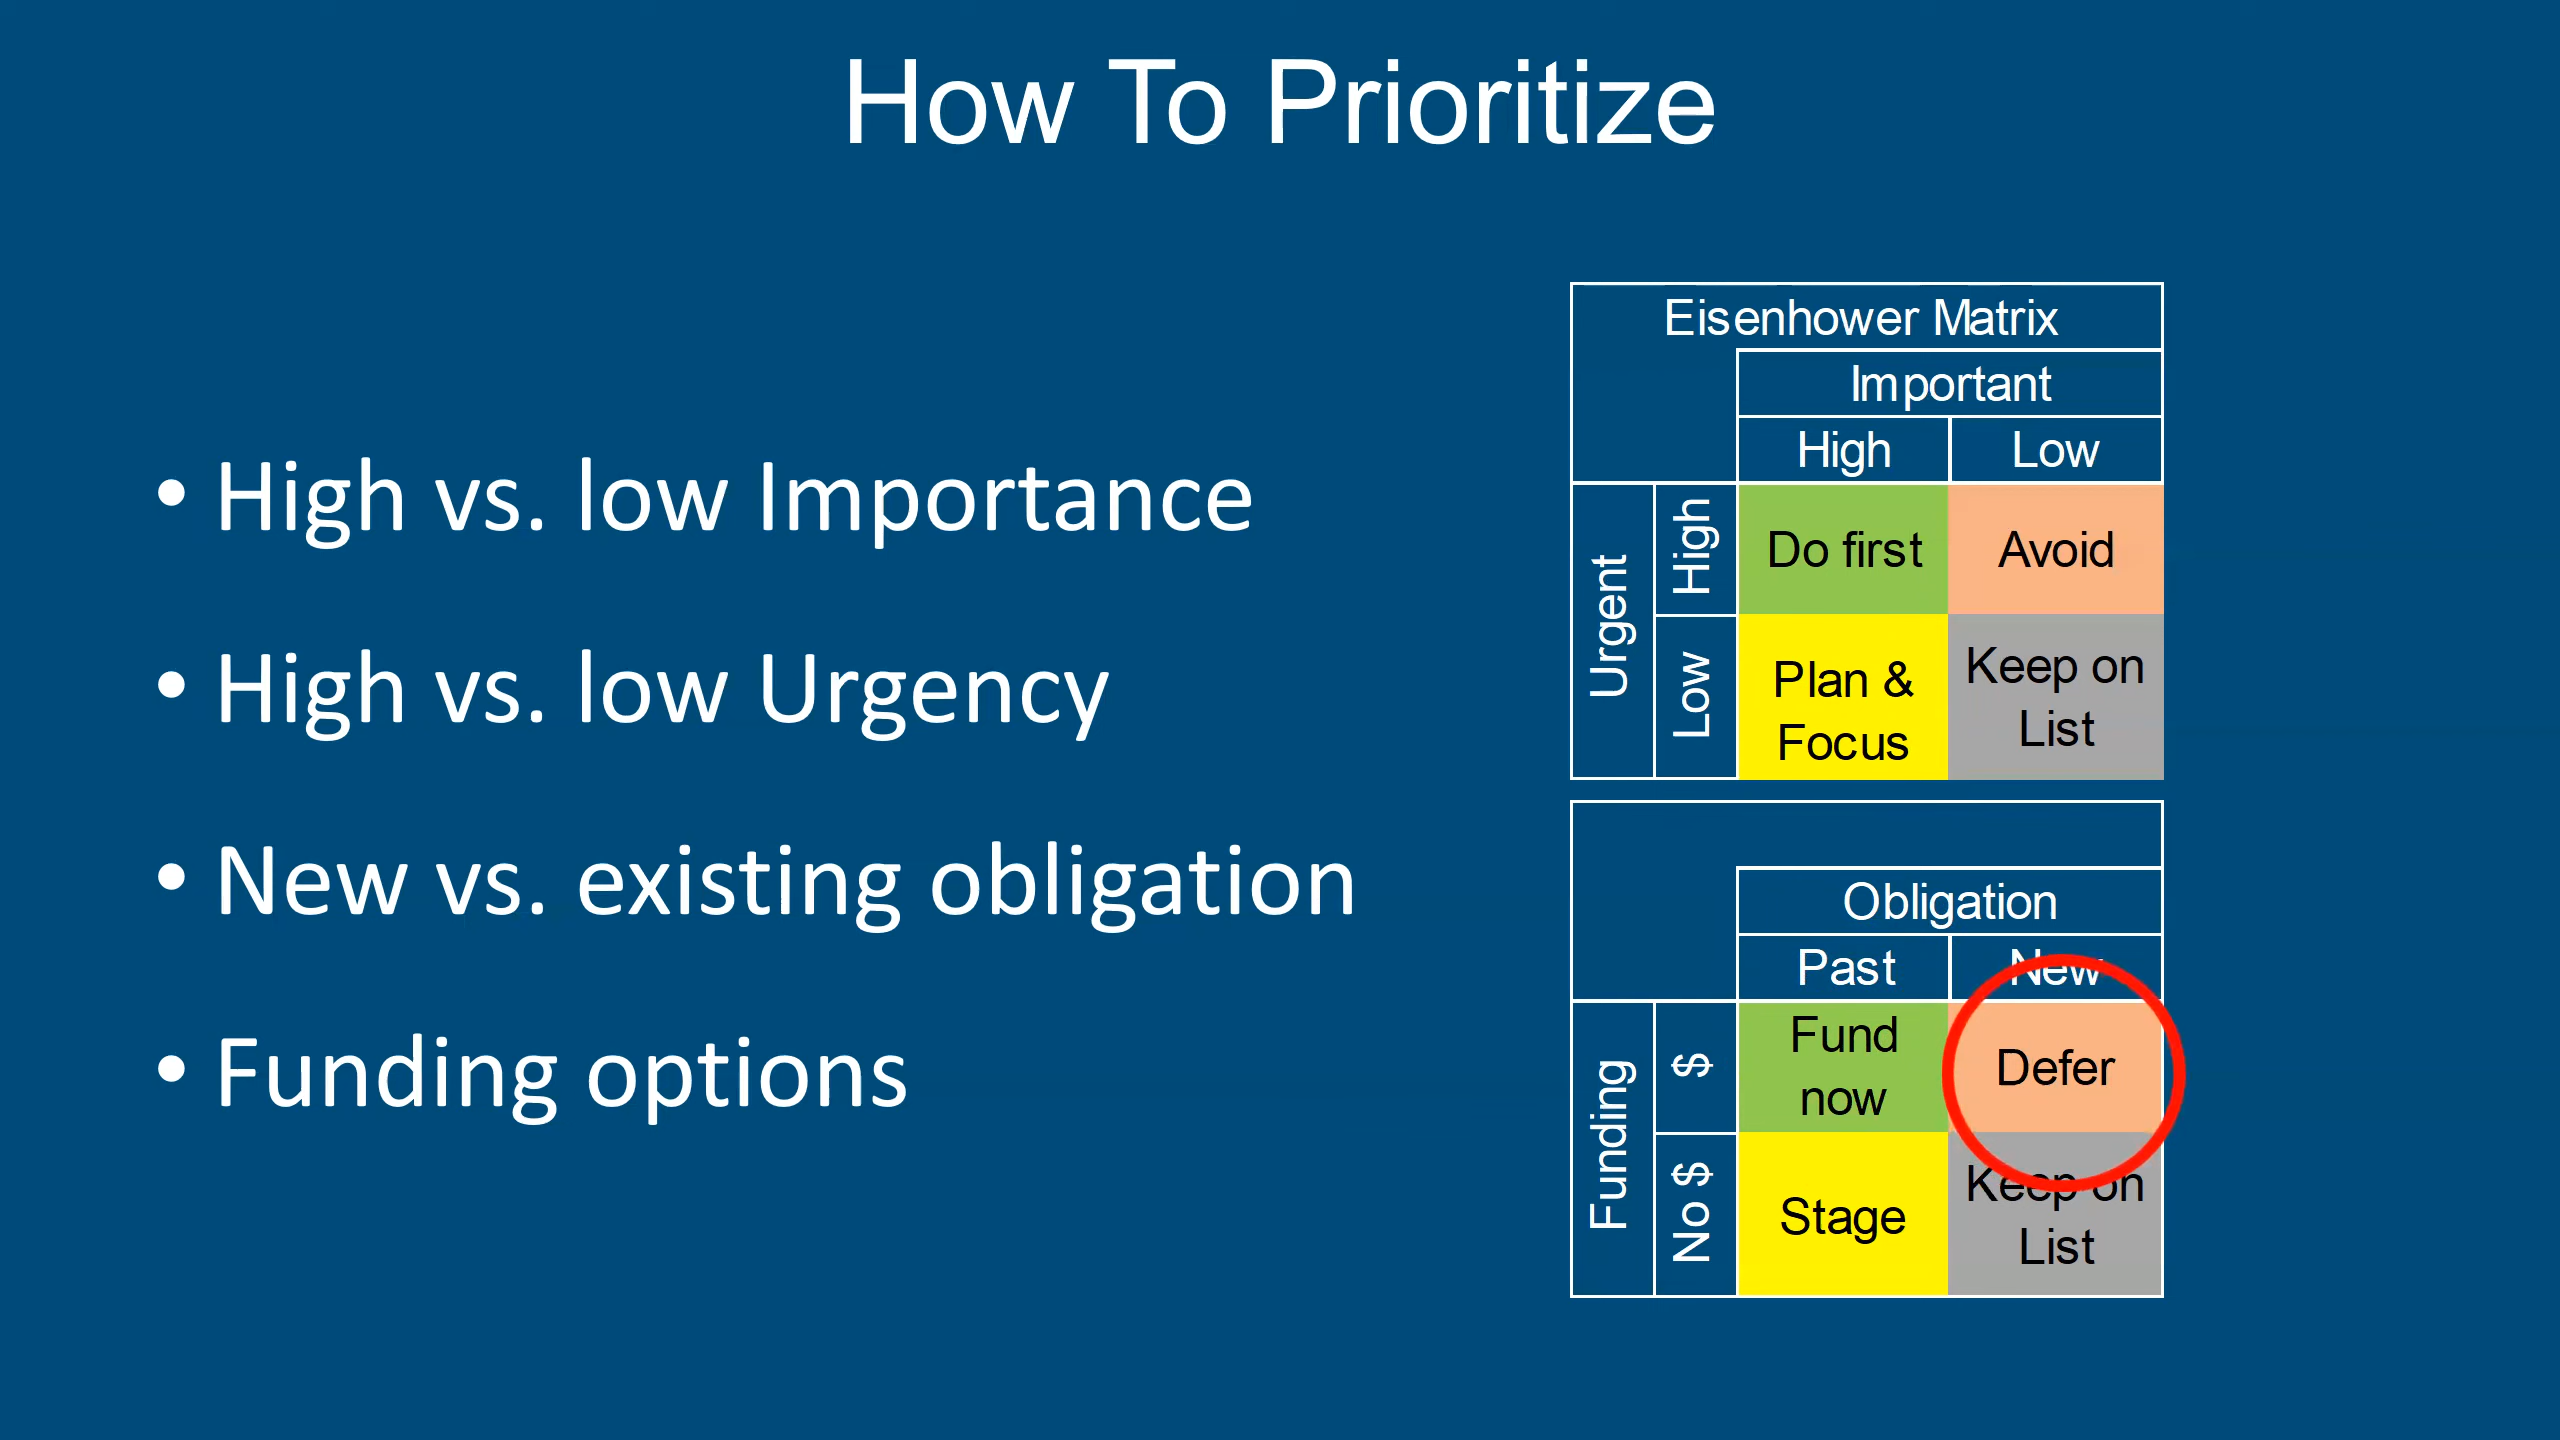 How To Prioritize
• High vs. low Importance
• High vs. low Urgency
• New vs. existing obligation
• Funding options
Eisenhower Matrix
Important
High Low
Urgent
High
Do first
Avoid
Low
Plan &
Focus
Keep on
List
Obligation
Past New
Funding
$
Fund
now
Defer
No $
Stage
Keep on
List